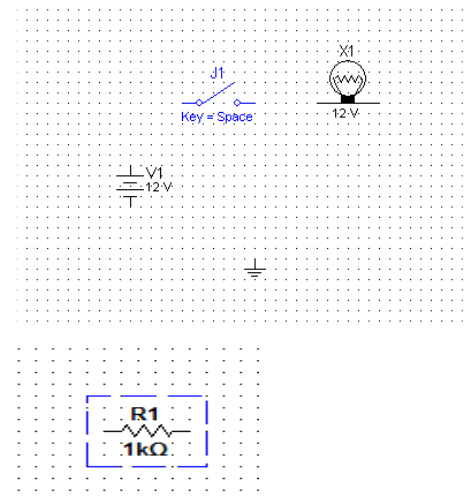 X1
J1
12 V
Key = Space
V1
12 V
R1
1kΩ